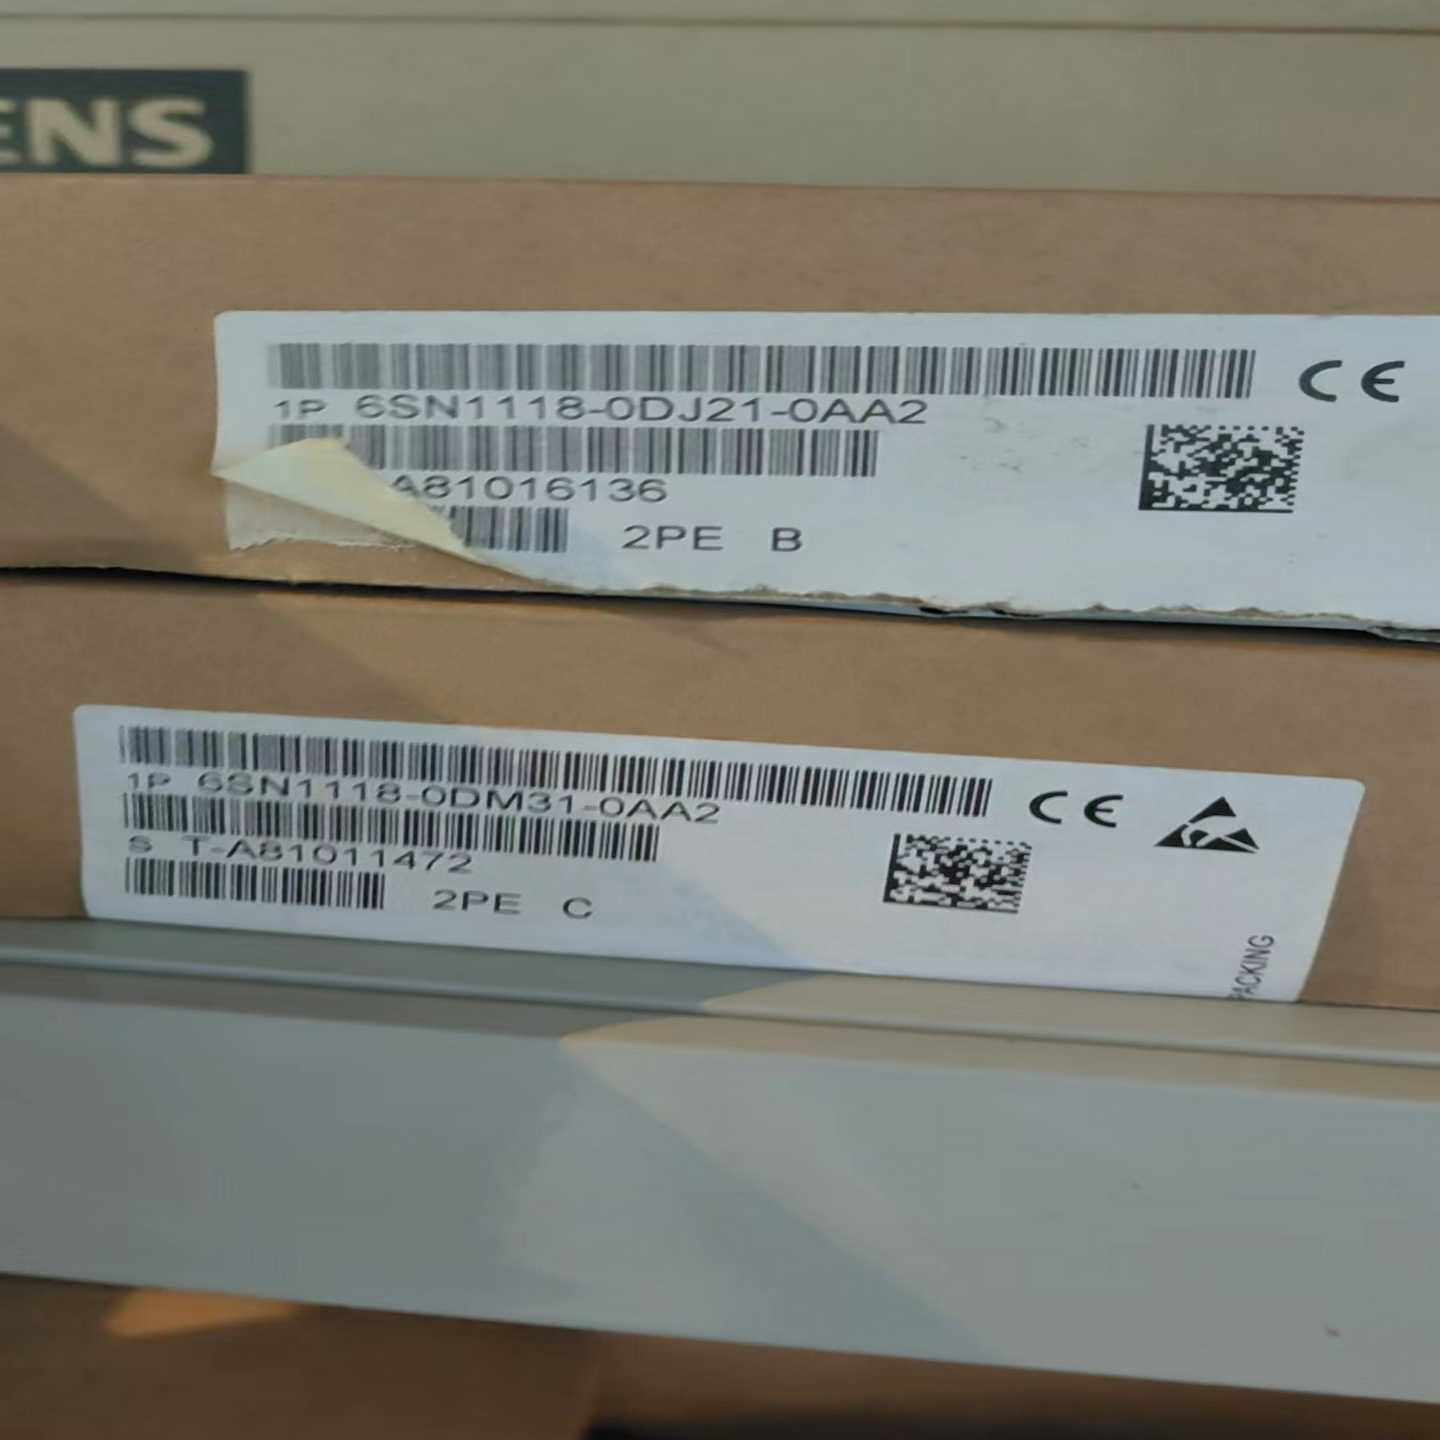 ENS
1P 6SN1118-0DJ21-0AA2
A81016136
2PE B
CE
1P 6SN1118-0DM31-0AA2
S T-A81011472
2PE C
CE
PACKING